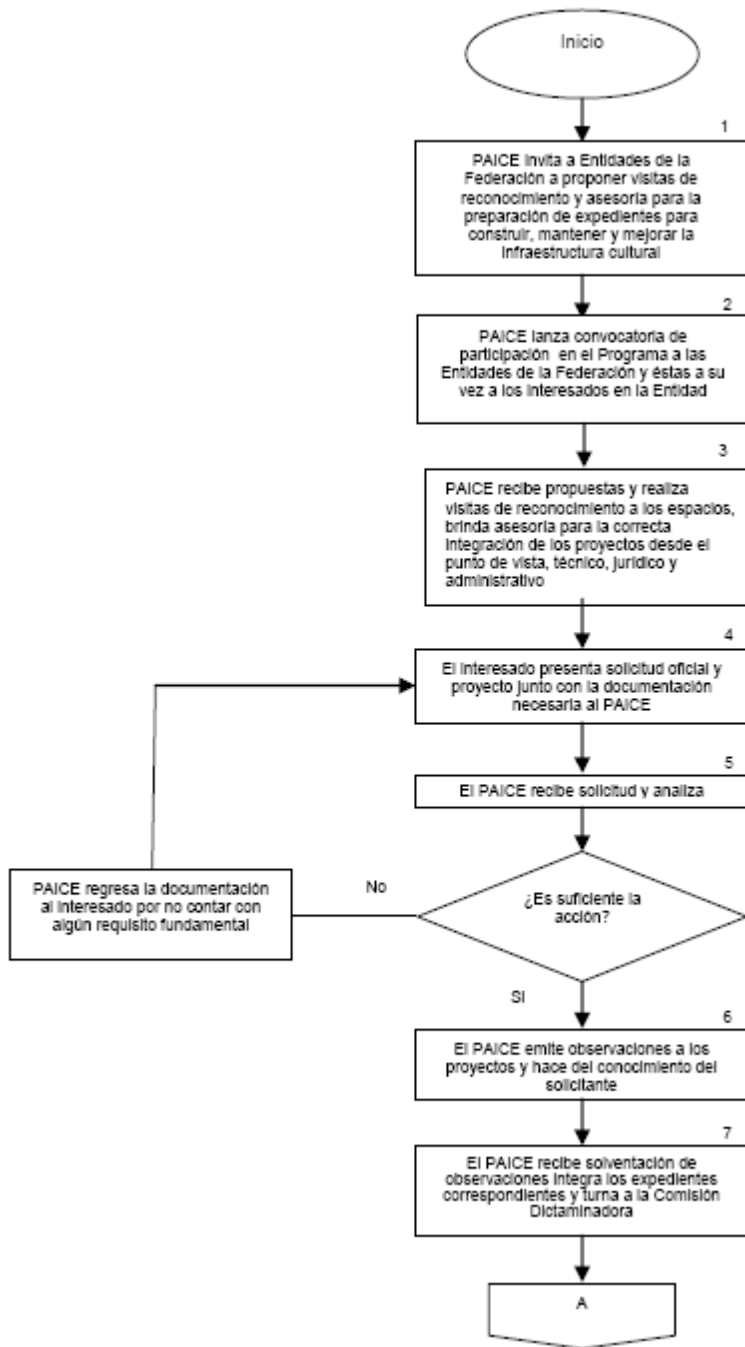 Inicio
1
PAICE invita a Entidades de la
Federación a proponer visitas de
reconocimiento y asesoría para la
preparación de expedientes para
construir, mantener y mejorar la
infraestructura cultural
2
PAICE lanza convocatoria de
participación en el Programa a las
Entidades de la Federación y éstas a su
vez a los interesados en la Entidad
3
PAICE recibe propuestas y realiza
visitas de reconocimiento a los espacios,
brinda asesoría para la correcta
integración de los proyectos desde el
punto de vista, técnico, jurídico y
administrativo
4
El interesado presenta solicitud oficial y
proyecto junto con la documentación
necesaria al PAICE
5
El PAICE recibe solicitud y analiza
¿Es suficiente la
acción?
No
PAICE regresa la documentación
al interesado por no contar con
algún requisito fundamental
SI
6
El PAICE emite observaciones a los
proyectos y hace del conocimiento del
solicitante
7
El PAICE recibe solventación de
observaciones integra los expedientes
correspondientes y turna a la Comisión
Dictaminadora
A